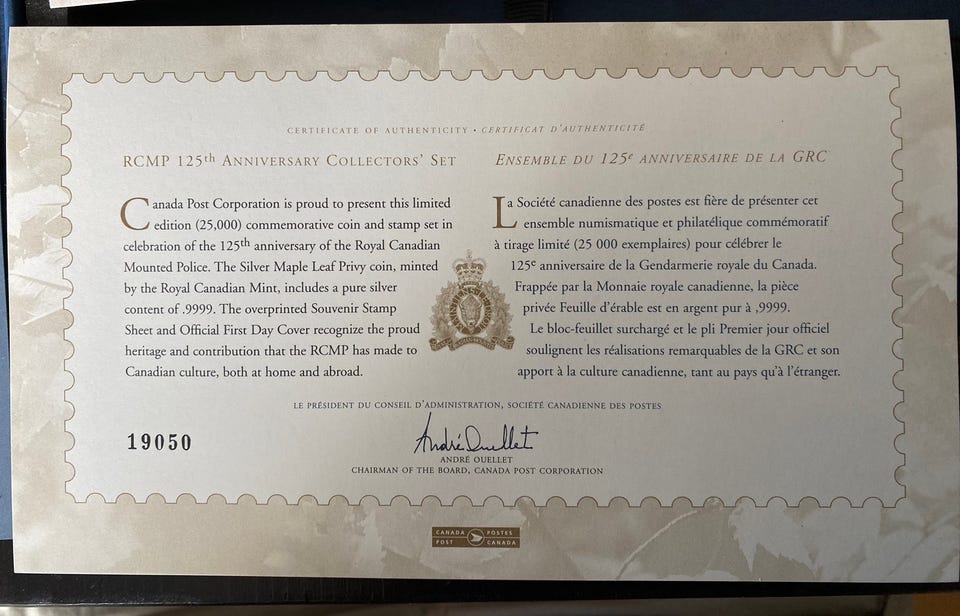 CERTIFICATE OF AUTHENTICITY • CERTIFICAT D'AUTHENTICITÉ
RCMP 125th Anniversary Collectors' Set
Canada Post Corporation is proud to present this limited
edition (25,000) commemorative coin and stamp set in
celebration of the 125th anniversary of the Royal Canadian
Mounted Police. The Silver Maple Leaf Privy coin, minted
by the Royal Canadian Mint, includes a pure silver
content of .9999. The overprinted Souvenir Stamp
Sheet and Official First Day Cover recognize the proud
heritage and contribution that the RCMP has made to
Canadian culture, both at home and abroad.
Ensemble du 125e anniversaire de la GRC
La Société canadienne des postes est fière de présenter cet
ensemble numismatique et philatélique commémoratif
à tirage limité (25 000 exemplaires) pour célébrer le
125e anniversaire de la Gendarmerie royale du Canada.
Frappée par la Monnaie royale canadienne, la pièce
privée Feuille d'érable est en argent pur à ,9999.
Le bloc-feuillet surchargé et le pli Premier jour officiel
soulignent les réalisations remarquables de la GRC et son
apport à la culture canadienne, tant au pays qu'à l'étranger.
LE PRÉSIDENT DU CONSEIL D'ADMINISTRATION, SOCIÉTÉ CANADIENNE DES POSTES
19050
André Ouellet
ANDRÉ OUELLET
CHAIRMAN OF THE BOARD, CANADA POST CORPORATION
CANADA POSTES
POST CANADA